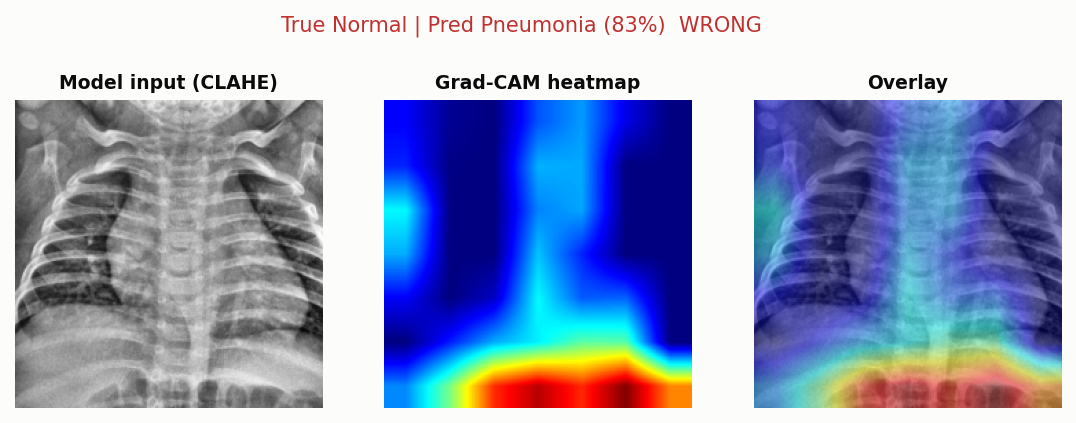 True Normal | Pred Pneumonia (83%)  WRONG
Model input (CLAHE)
Grad-CAM heatmap
Overlay